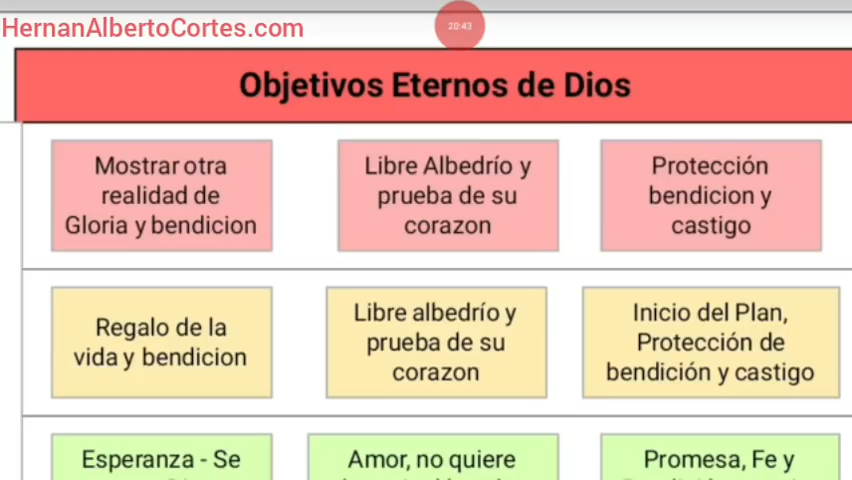 HernanAlbertoCortes.com
20:43
Objetivos Eternos de Dios
Mostrar otra
realidad de
Gloria y bendicion
Libre Albedrío y
prueba de su
corazon
Protección
bendicion y
castigo
Regalo de la
vida y bendicion
Libre albedrío y
prueba de su
corazon
Inicio del Plan,
Protección de
bendición y castigo
Esperanza - Se
Amor, no quiere
Promesa, Fe y